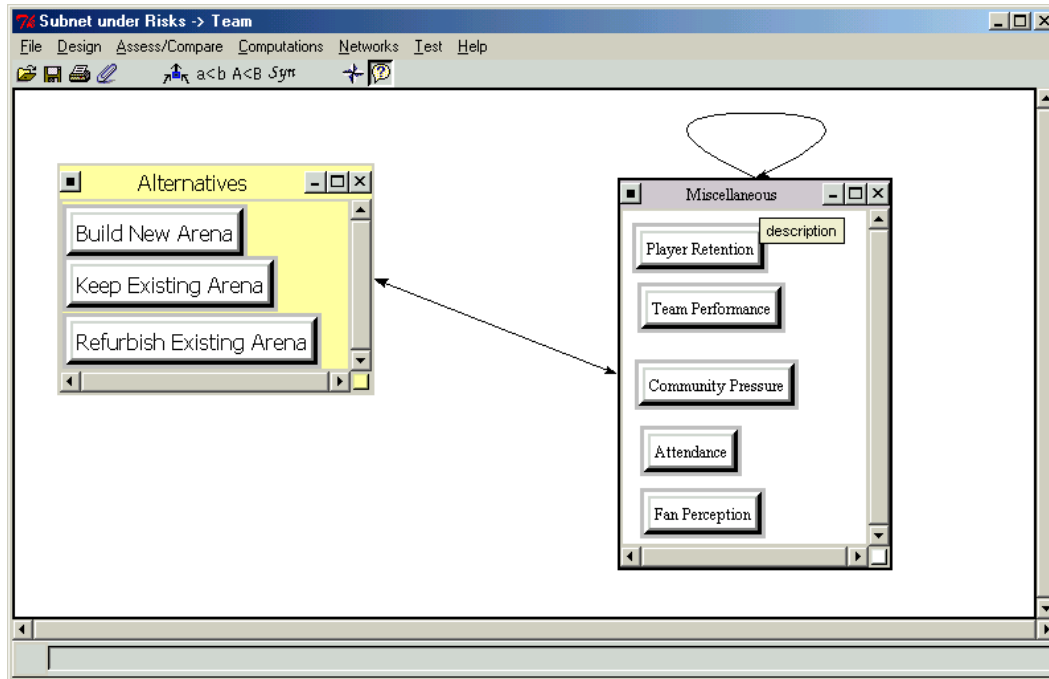 Subnet under Risks -> Team
File Design Assess/Compare Computations Networks Test Help
a<b A<B Syn
Alternatives
Build New Arena
Keep Existing Arena
Refurbish Existing Arena
Miscellaneous
description
Player Retention
Team Performance
Community Pressure
Attendance
Fan Perception